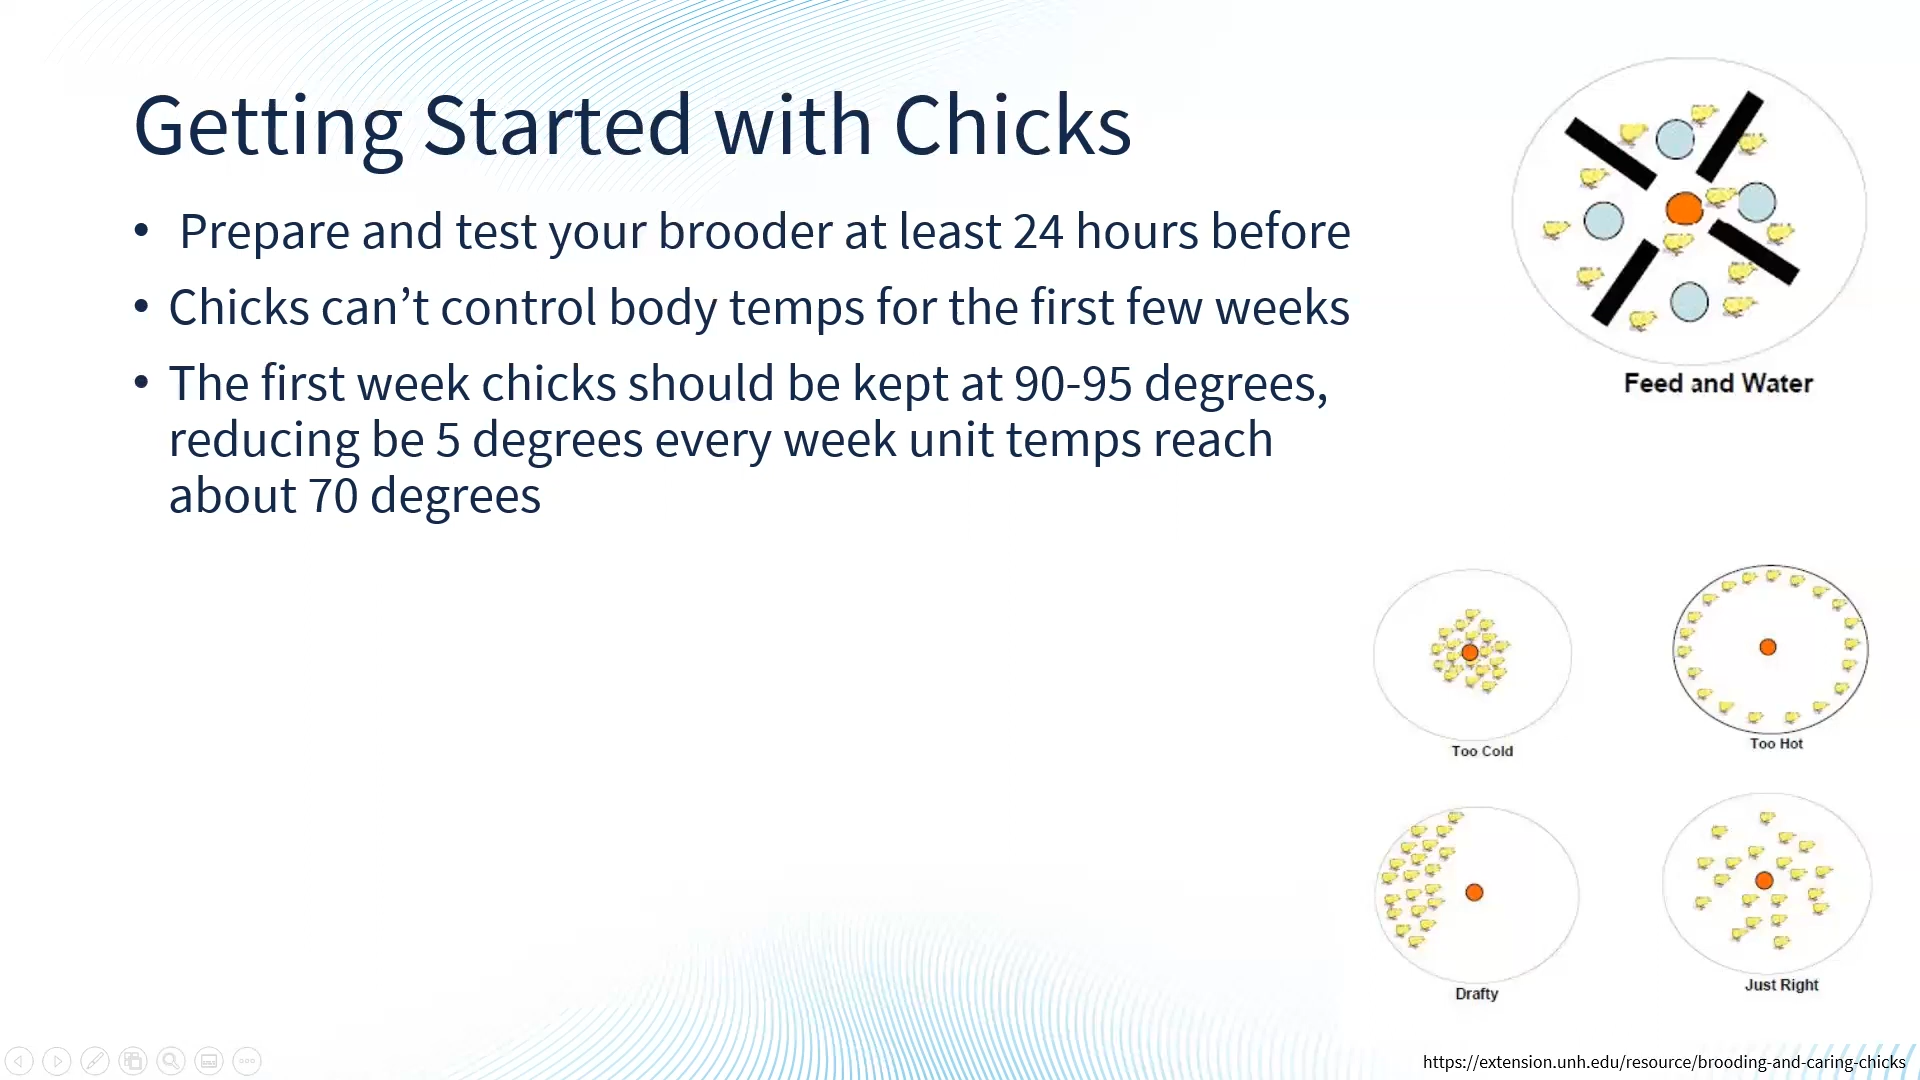 Getting Started with Chicks
• Prepare and test your brooder at least 24 hours before
• Chicks can’t control body temps for the first few weeks
• The first week chicks should be kept at 90-95 degrees,
reducing be 5 degrees every week unit temps reach
about 70 degrees
Feed and Water
Too Cold
Too Hot
Drafty
Just Right
https://extension.unh.edu/resource/brooding-and-caring-chicks